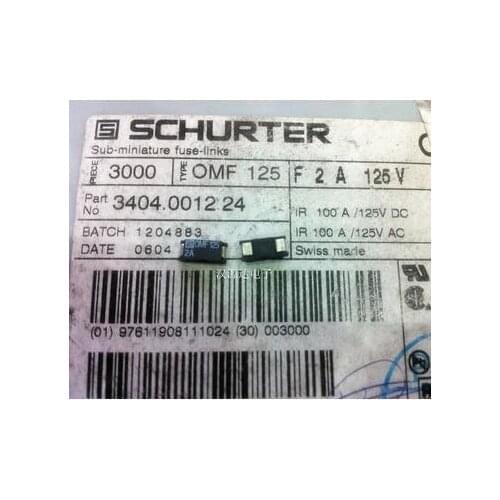 S SCHURTER
Sub-miniature fuse-links
PIECE 3000 TYPE OMF 125 F 2 A 125 V
Part No 3404.0012.24
IR 100 A /125V DC
BATCH 1204883 IR 100 A /125V AC
DATE 0604 Swiss made
OMF 125
2A
(01) 97611908111024 (30) 003000